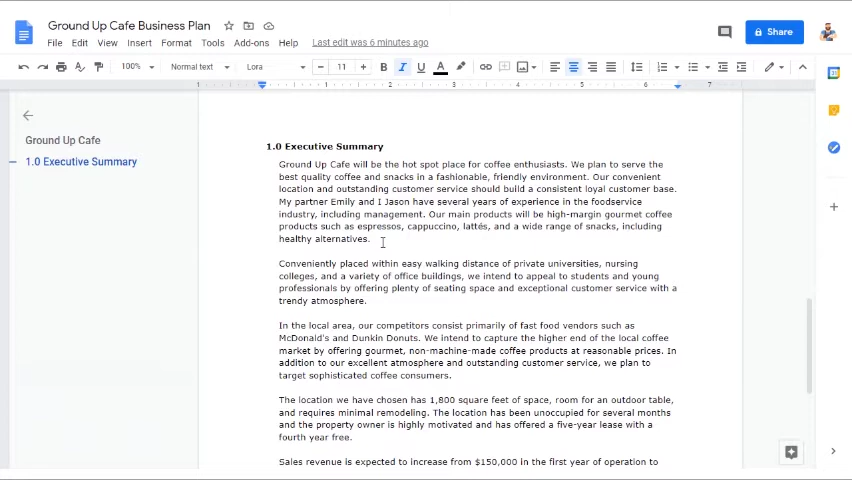 Ground Up Cafe Business Plan
File Edit View Insert Format Tools Add-ons Help Last edit was 6 minutes ago
Share
100% Normal text Lora 11 B I U A
1 1 2 3 4 5 6 7
Ground Up Cafe
1.0 Executive Summary
1.0 Executive Summary
Ground Up Cafe will be the hot spot place for coffee enthusiasts. We plan to serve the
best quality coffee and snacks in a fashionable, friendly environment. Our convenient
location and outstanding customer service should build a consistent loyal customer base.
My partner Emily and I Jason have several years of experience in the foodservice
industry, including management. Our main products will be high-margin gourmet coffee
products such as espressos, cappuccino, lattés, and a wide range of snacks, including
healthy alternatives.
Conveniently placed within easy walking distance of private universities, nursing
colleges, and a variety of office buildings, we intend to appeal to students and young
professionals by offering plenty of seating space and exceptional customer service with a
trendy atmosphere.
In the local area, our competitors consist primarily of fast food vendors such as
McDonald's and Dunkin Donuts. We intend to capture the higher end of the local coffee
market by offering gourmet, non-machine-made coffee products at reasonable prices. In
addition to our excellent atmosphere and outstanding customer service, we plan to
target sophisticated coffee consumers.
The location we have chosen has 1,800 square feet of space, room for an outdoor table,
and requires minimal remodeling. The location has been unoccupied for several months
and the property owner is highly motivated and has offered a five-year lease with a
fourth year free.
Sales revenue is expected to increase from $150,000 in the first year of operation to